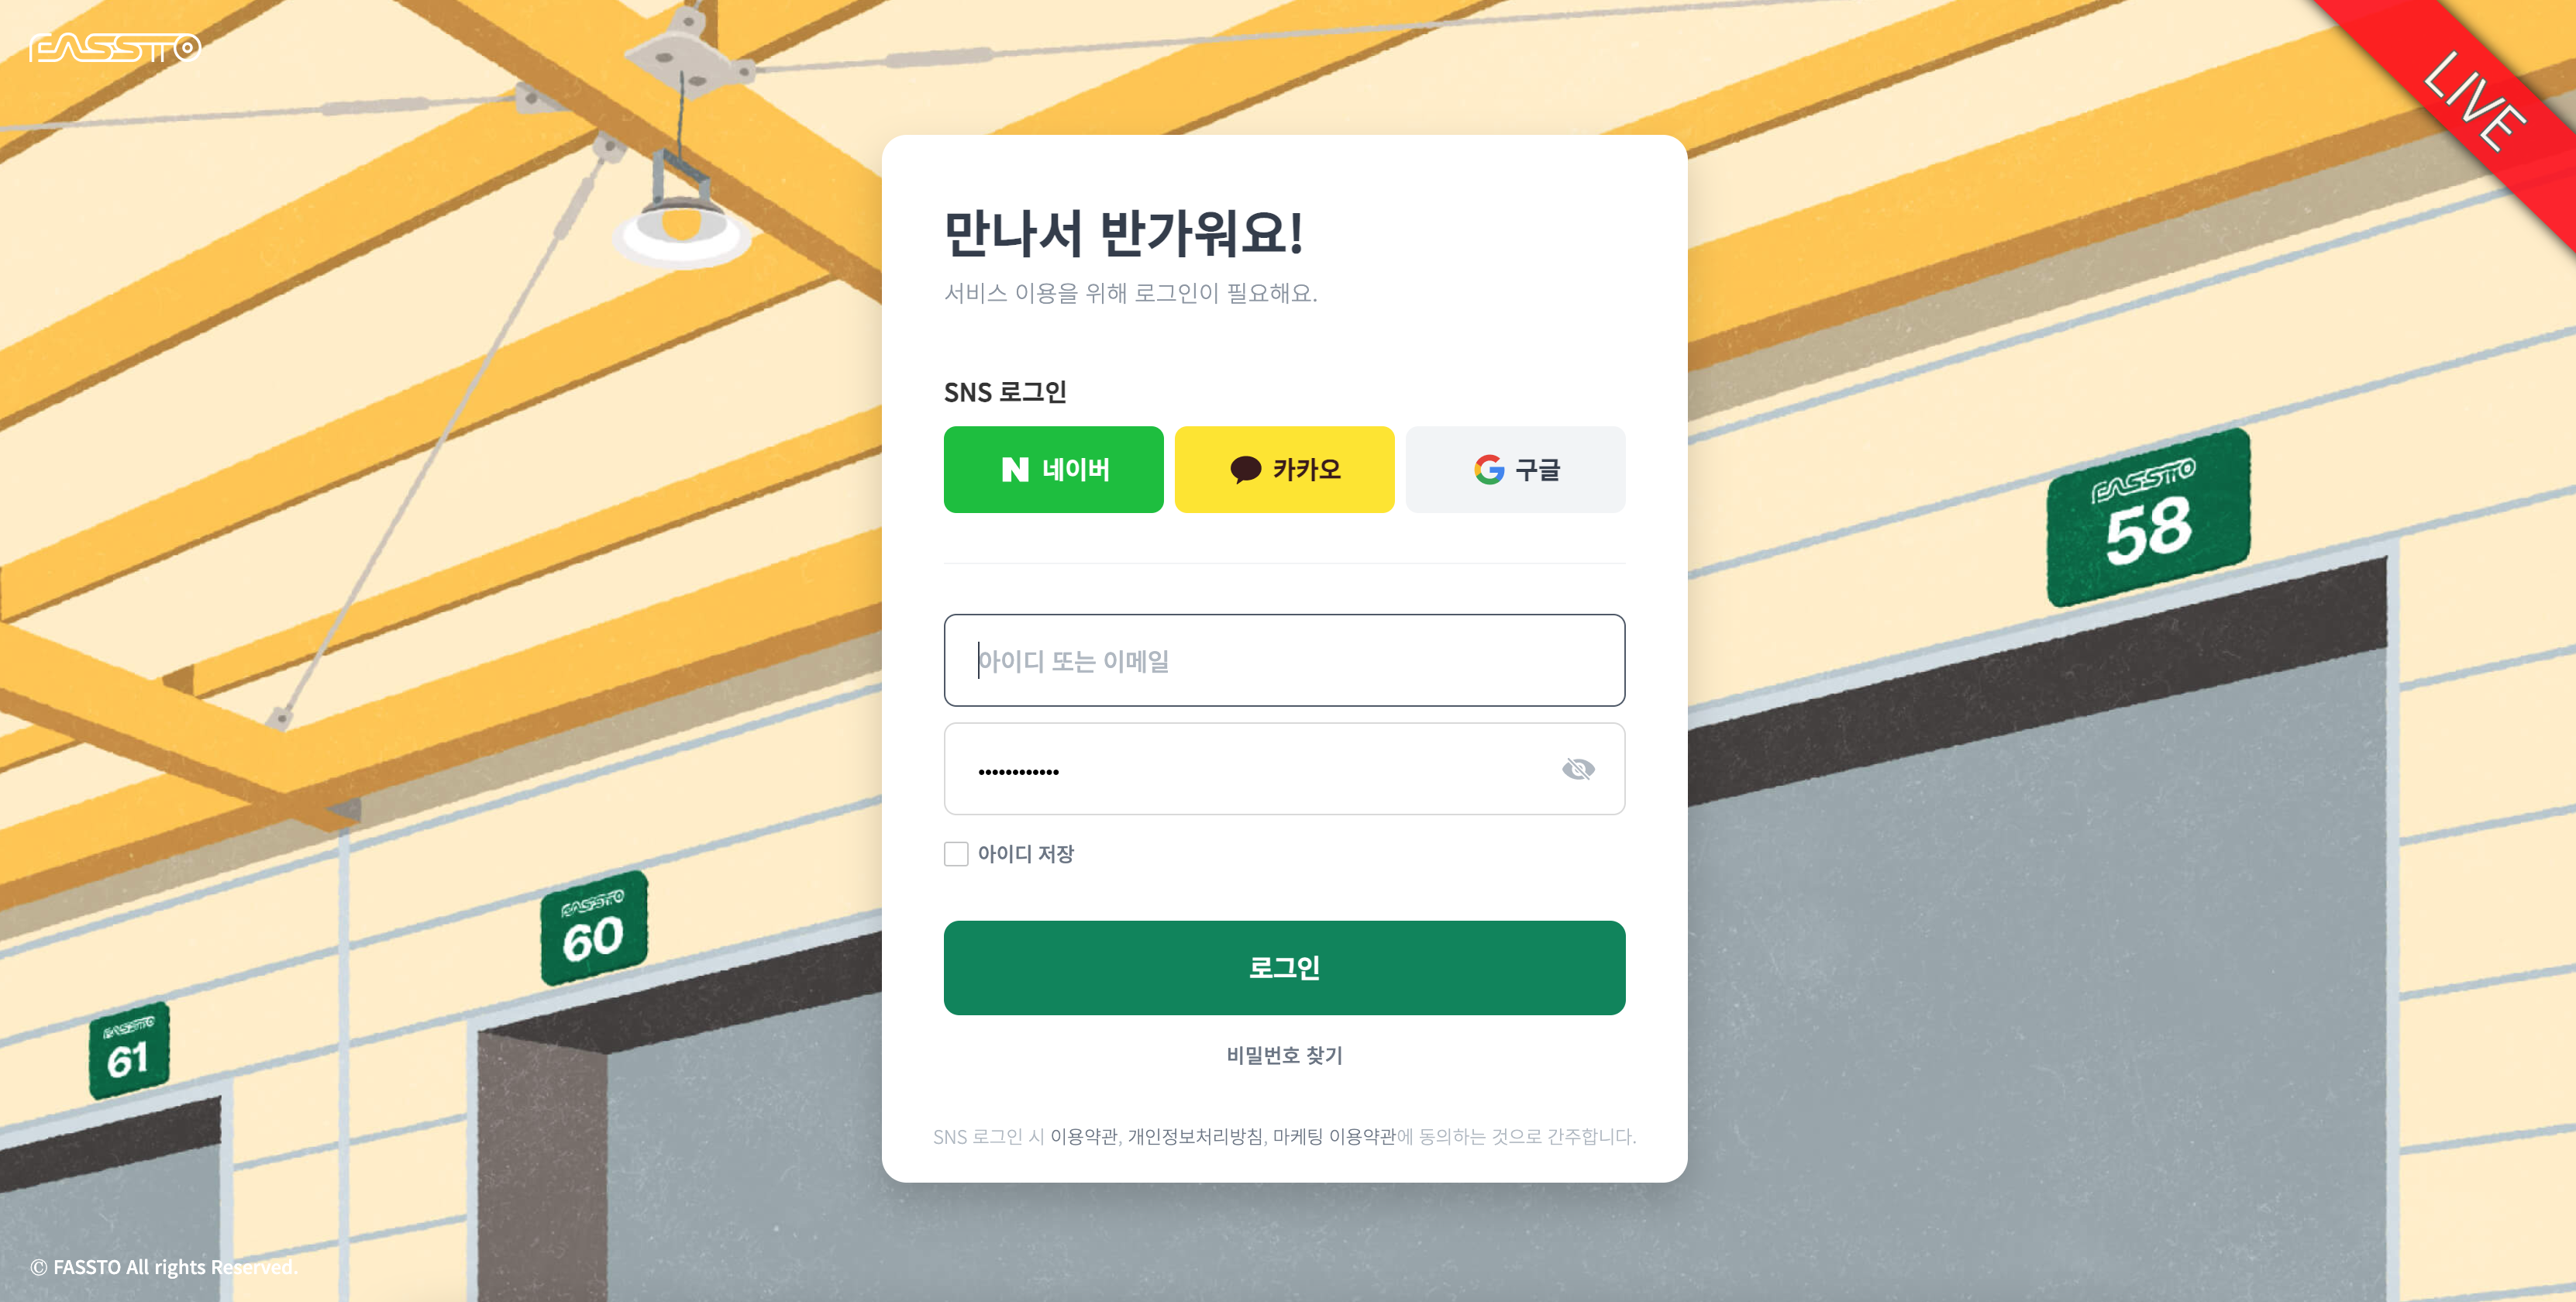 FASSTO
LIVE
만나서 반가워요!
서비스 이용을 위해 로그인이 필요해요.
SNS 로그인
N 네이버
카카오
G 구글
아이디 또는 이메일
••••••••••••
아이디 저장
로그인
비밀번호 찾기
SNS 로그인 시 이용약관, 개인정보처리방침, 마케팅 이용약관에 동의하는 것으로 간주합니다.
FASSTO
58
FASSTO
60
FASSTO
61
© FASSTO All rights Reserved.